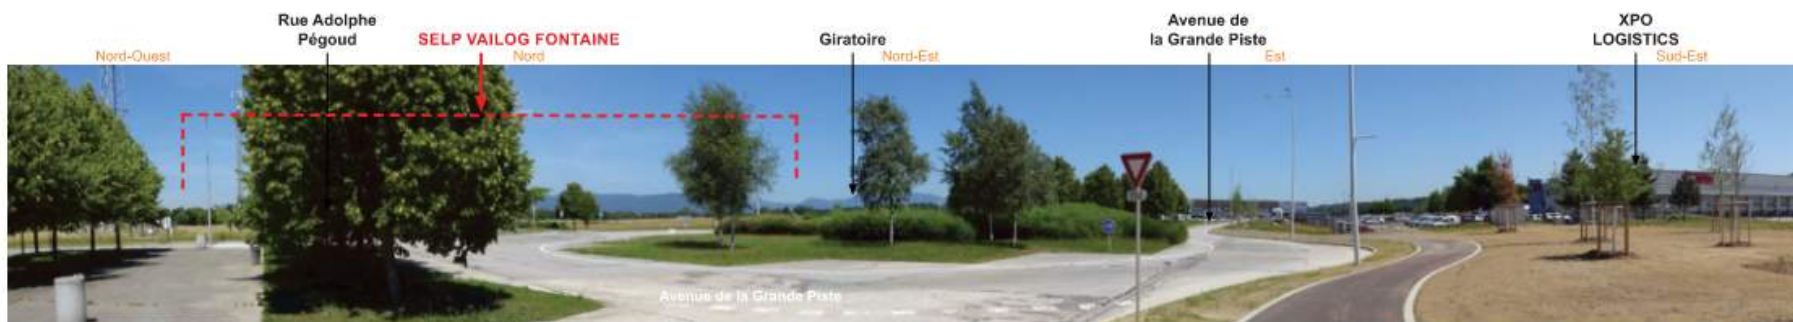 Rue Adolphe
Pégoud
SELP VAILOG FONTAINE
Giratoire
Avenue de
la Grande Piste
XPO
LOGISTICS
Nord-Ouest
Nord
Nord-Est
Est
Sud-Est
Avenue de la Grande Piste